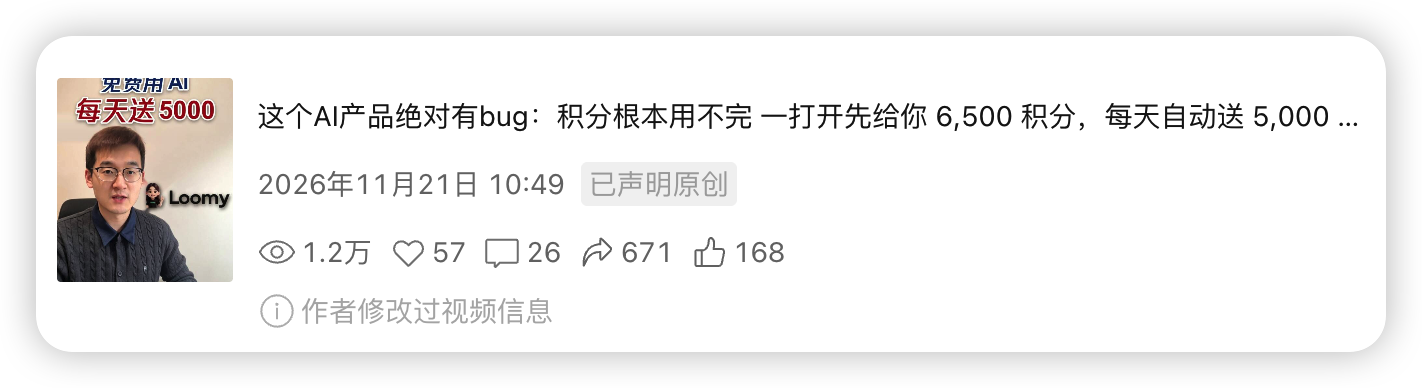 免费用 AI
每天送 5000
Loomy
这个AI产品绝对有bug：积分根本用不完 一打开先给你 6,500 积分，每天自动送 5,000 ...
2026年11月21日 10:49 已声明原创
1.2万 57 26 671 168
作者修改过视频信息